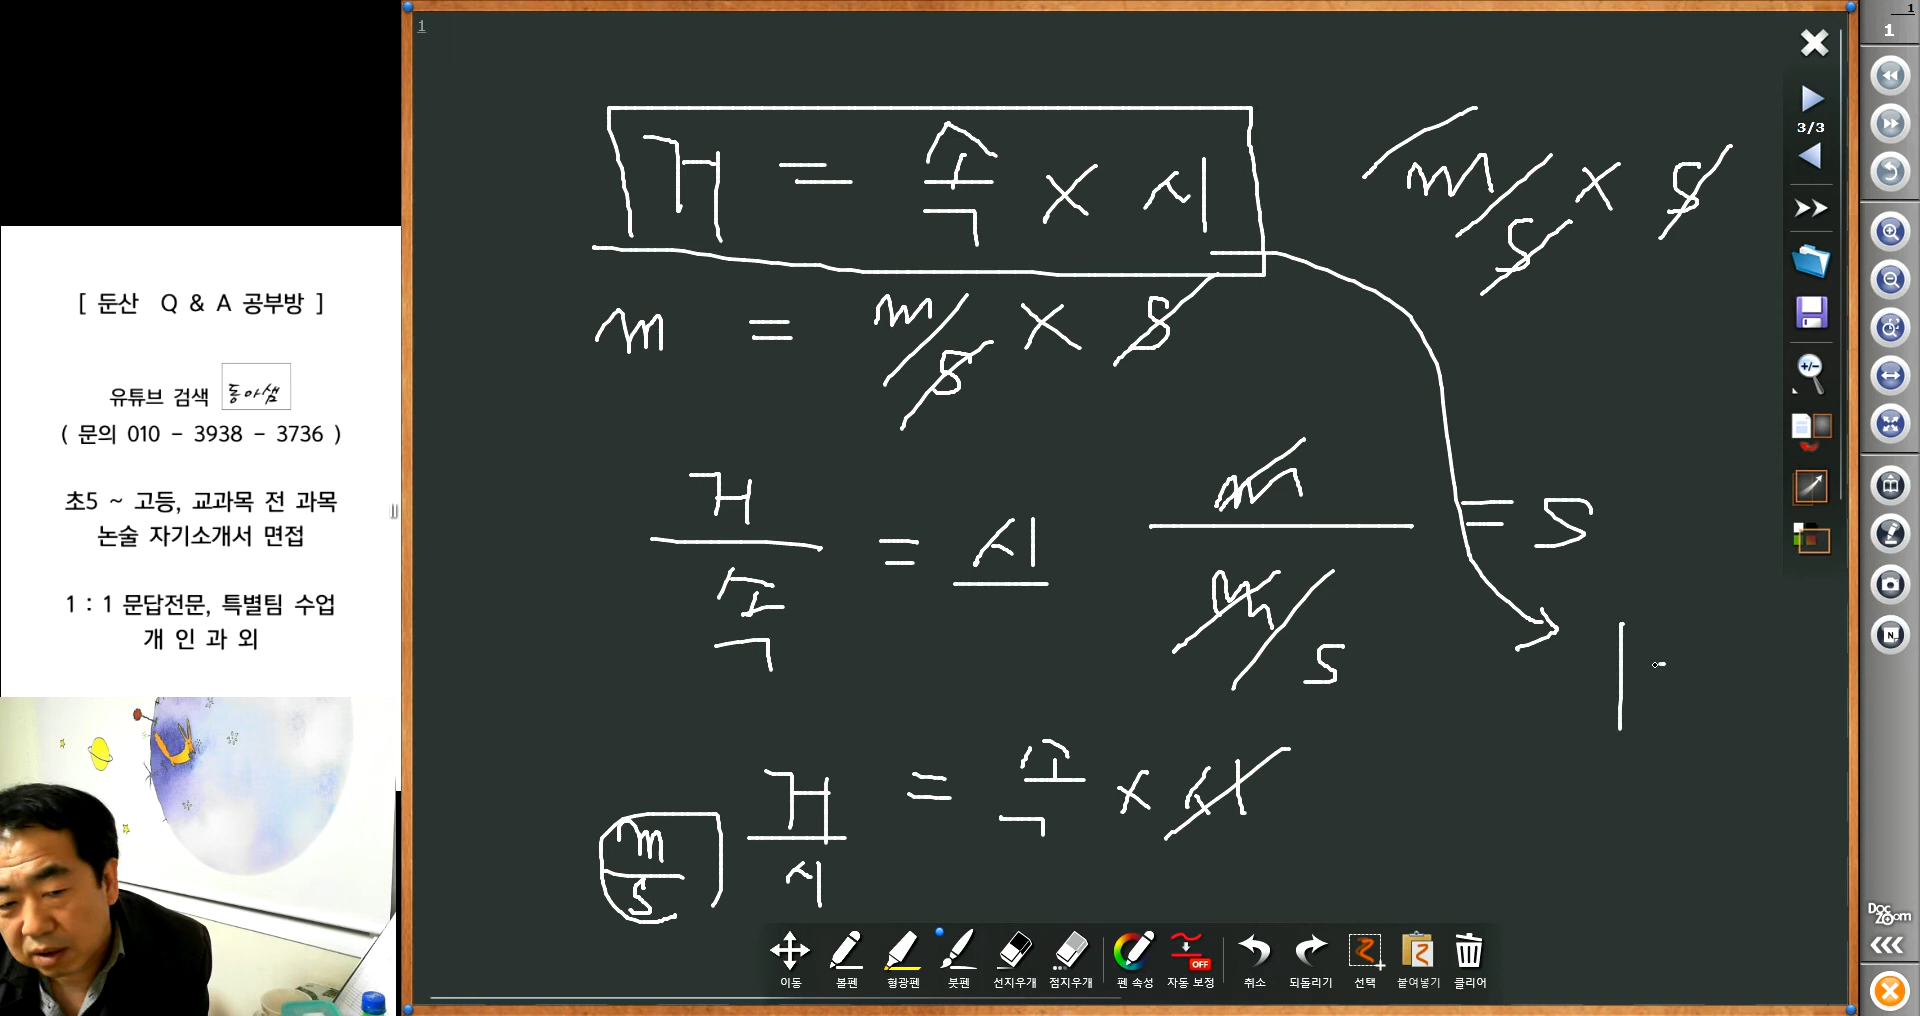 [ 둔산 Q & A 공부방 ]
유튜브 검색 동아샘
( 문의 010 - 3938 - 3736 )
초5 ~ 고등, 교과목 전 과목
논술 자기소개서 면접
1 : 1 문답전문, 특별팀 수업
개 인 과 외
1
거 = 속 × 시
m/s × s
m = m/s × s
거 / 속 = 시
m / m/s = s
1
거 / 시 = 속 × 시
m / s
3/3
+/-
이동 볼펜 형광펜 붓펜 선지우개 점지우개 펜 속성 OFF 자동 보정 취소 되돌리기 선택 붙여넣기 클리어
1
1
N
Doc Zoom